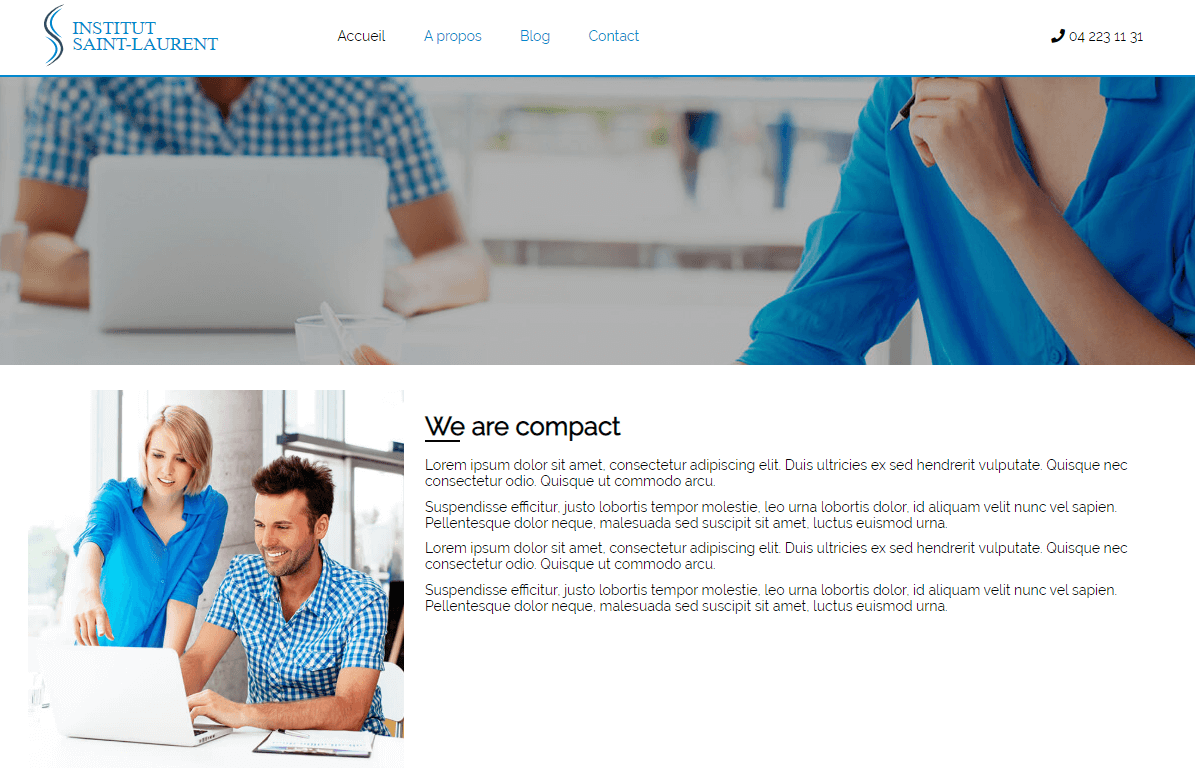 INSTITUT
SAINT-LAURENT
Accueil
A propos
Blog
Contact
04 223 11 31
We are compact
Lorem ipsum dolor sit amet, consectetur adipiscing elit. Duis ultricies ex sed hendrerit vulputate. Quisque nec
consectetur odio. Quisque ut commodo arcu.
Suspendisse efficitur, justo lobortis tempor molestie, leo urna lobortis dolor, id aliquam velit nunc vel sapien.
Pellentesque dolor neque, malesuada sed suscipit sit amet, luctus euismod urna.
Lorem ipsum dolor sit amet, consectetur adipiscing elit. Duis ultricies ex sed hendrerit vulputate. Quisque nec
consectetur odio. Quisque ut commodo arcu.
Suspendisse efficitur, justo lobortis tempor molestie, leo urna lobortis dolor, id aliquam velit nunc vel sapien.
Pellentesque dolor neque, malesuada sed suscipit sit amet, luctus euismod urna.